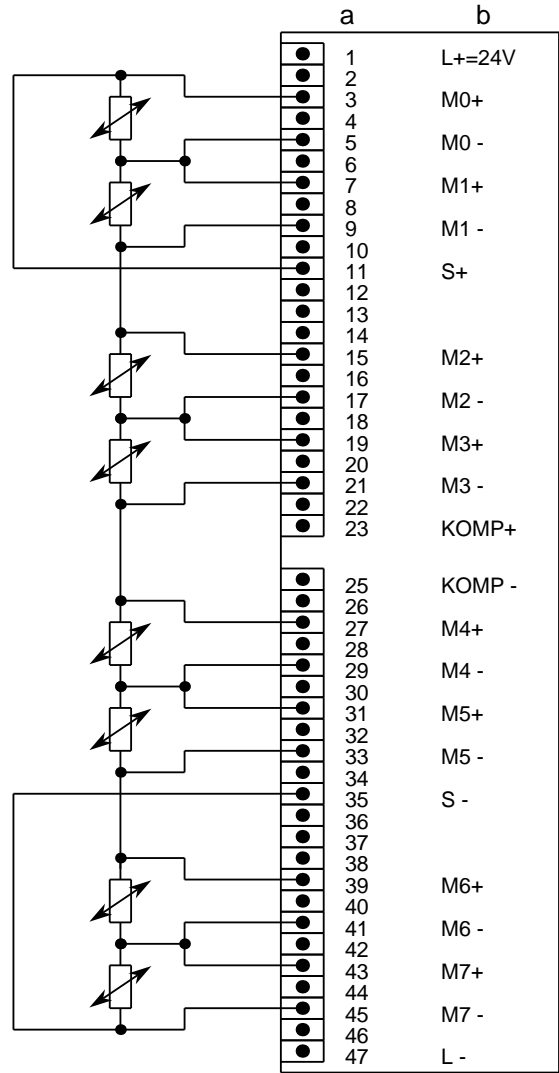 a b
1 L+=24V
2
3 M0+
4
5 M0 -
6
7 M1+
8
9 M1 -
10
11 S+
12
13
14
15 M2+
16
17 M2 -
18
19 M3+
20
21 M3 -
22
23 KOMP+
25 KOMP -
26
27 M4+
28
29 M4 -
30
31 M5+
32
33 M5 -
34
35 S -
36
37
38
39 M6+
40
41 M6 -
42
43 M7+
44
45 M7 -
46
47 L -